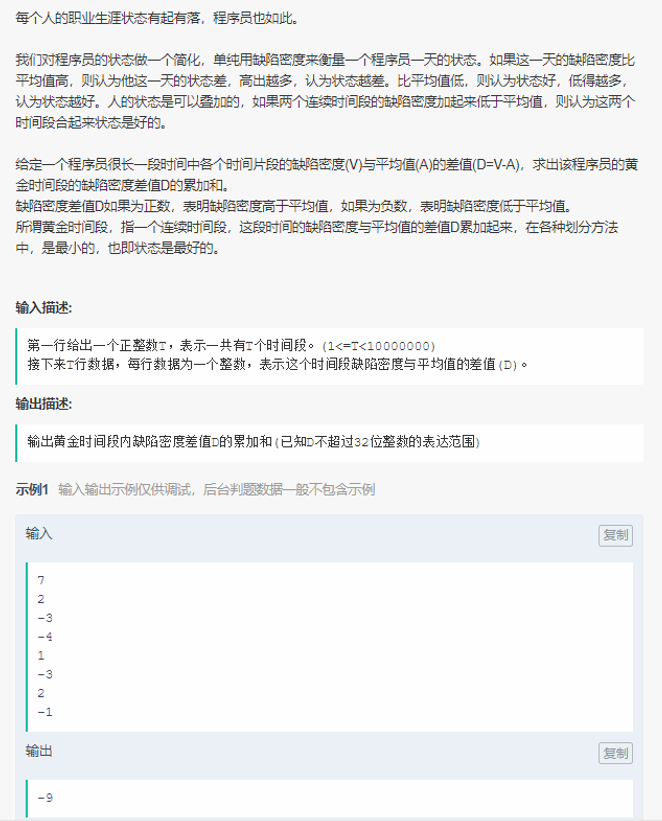 每个人的职业生涯状态有起有落，程序员也如此。
我们对程序员的状态做一个简化，单纯用缺陷密度来衡量一个程序员一天的状态。如果这一天的缺陷密度比
平均值高，则认为他这一天的状态差，高出越多，认为状态越差。比平均值低，则认为状态好，低得越多，
认为状态越好。人的状态是可以叠加的，如果两个连续时间段的缺陷密度加起来低于平均值，则认为这两个
时间段合起来状态是好的。
给定一个程序员很长一段时间中各个时间片段的缺陷密度(V)与平均值(A)的差值(D=V-A)，求出该程序员的黄
金时间段的缺陷密度差值D的累加和。
缺陷密度差值D如果为正数，表明缺陷密度高于平均值，如果为负数，表明缺陷密度低于平均值。
所谓黄金时间段，指一个连续时间段，这段时间的缺陷密度与平均值的差值D累加起来，在各种划分方法
中，是最小的，也即状态是最好的。
输入描述:
第一行给出一个正整数T，表示一共有T个时间段。(1<=T<10000000)
接下来T行数据，每行数据为一个整数，表示这个时间段缺陷密度与平均值的差值(D)。
输出描述:
输出黄金时间段内缺陷密度差值D的累加和(已知D不超过32位整数的表达范围)
示例1 输入输出示例仅供调试，后台判题数据一般不包含示例
输入 复制
7
2
-3
-4
1
-3
2
-1
输出 复制
-9